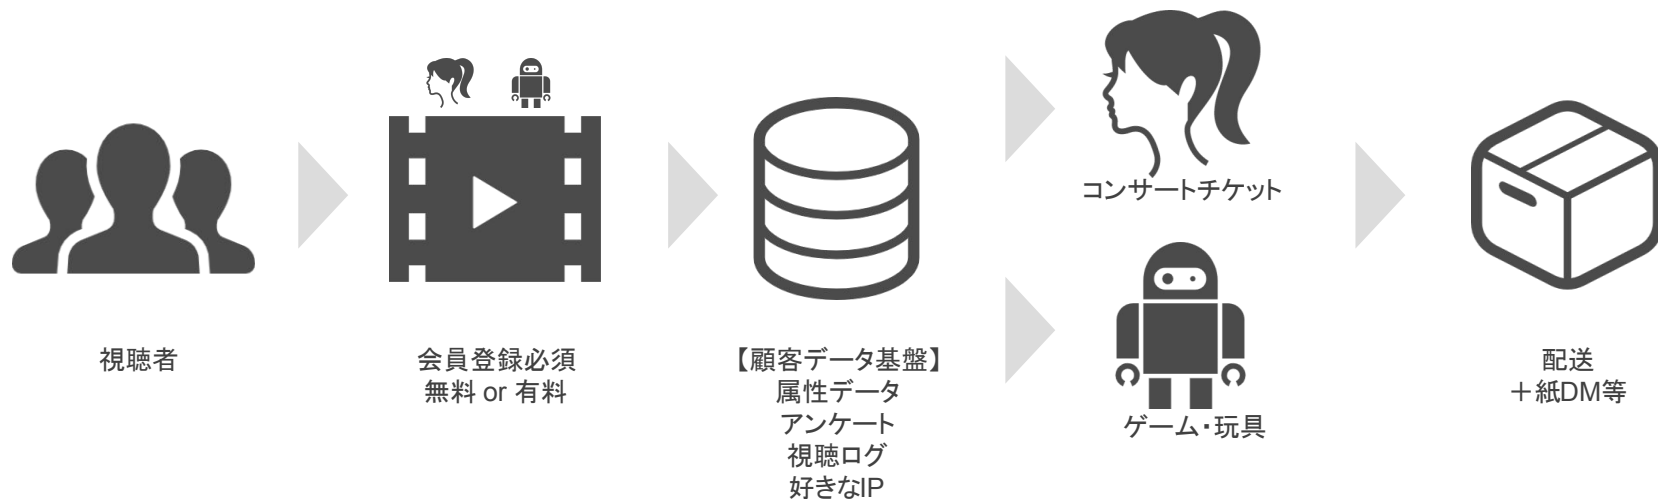 視聴者
会員登録必須
無料 or 有料
【顧客データ基盤】
属性データ
アンケート
視聴ログ
好きなIP
コンサートチケット
ゲーム・玩具
配送
＋紙DM等